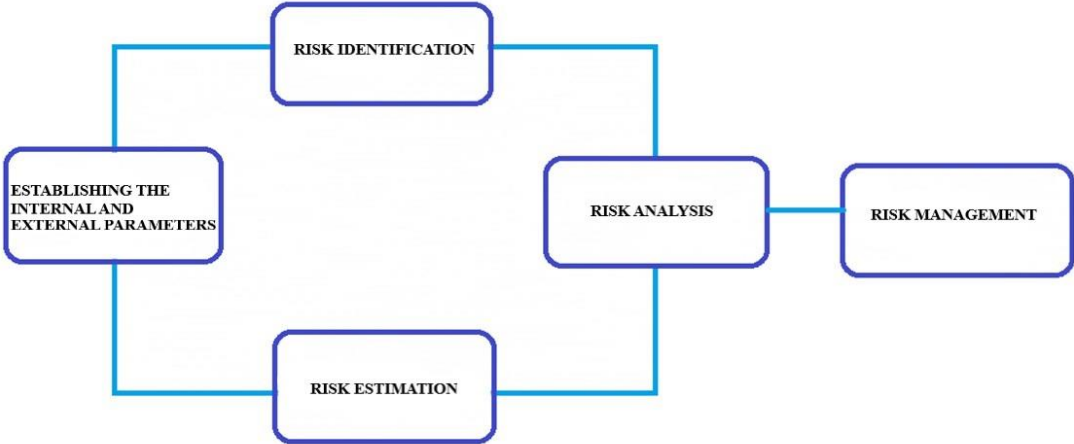 RISK IDENTIFICATION
ESTABLISHING THE
INTERNAL AND
EXTERNAL PARAMETERS
RISK ANALYSIS
RISK MANAGEMENT
RISK ESTIMATION